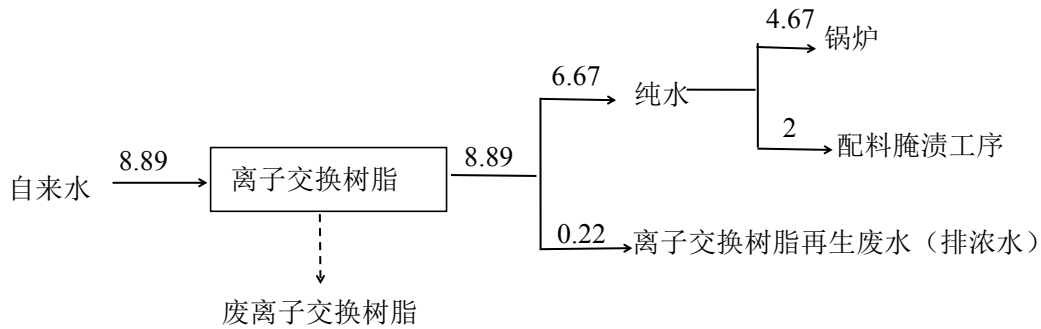 4.67
锅炉
6.67
纯水
2
配料腌渍工序
8.89
8.89
自来水
离子交换树脂
0.22
离子交换树脂再生废水（排浓水）
废离子交换树脂